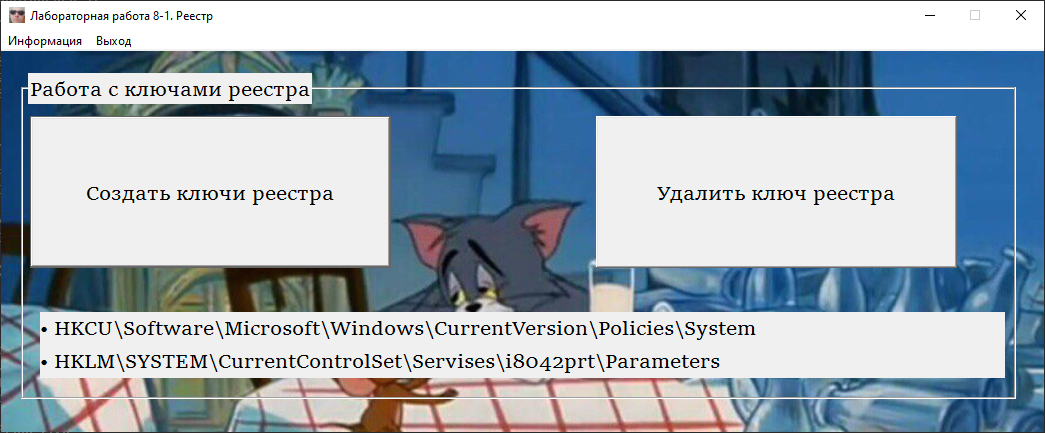 Лабораторная работа 8-1. Реестр
Информация Выход
Работа с ключами реестра
Создать ключи реестра
Удалить ключ реестра
• HKCU\Software\Microsoft\Windows\CurrentVersion\Policies\System
• HKLM\SYSTEM\CurrentControlSet\Servises\i8042prt\Parameters